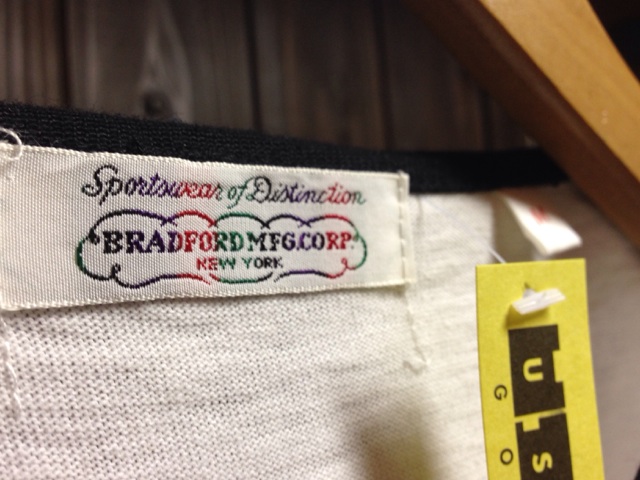 Sportswear of Distinction
BRADFORD MFG.CORP.
NEW YORK
U S
G O